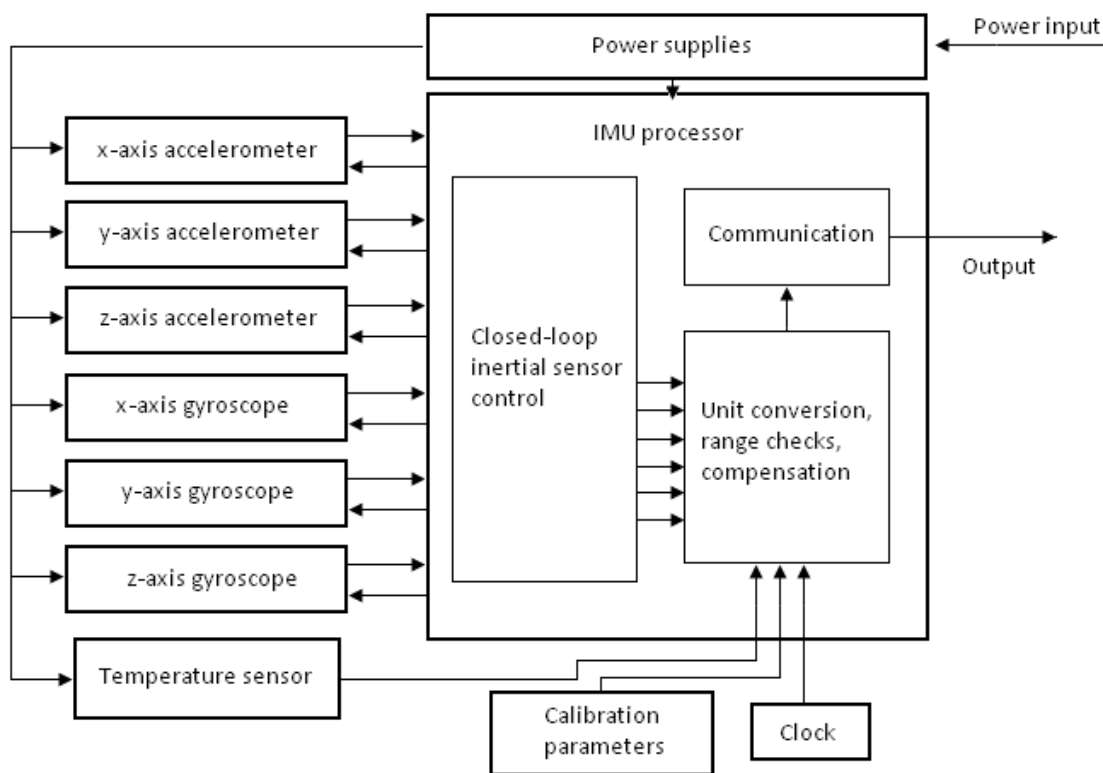 Power input
Power supplies
IMU processor
x-axis accelerometer
y-axis accelerometer
z-axis accelerometer
x-axis gyroscope
y-axis gyroscope
z-axis gyroscope
Temperature sensor
Closed-loop
inertial sensor
control
Communication
Output
Unit conversion,
range checks,
compensation
Calibration
parameters
Clock